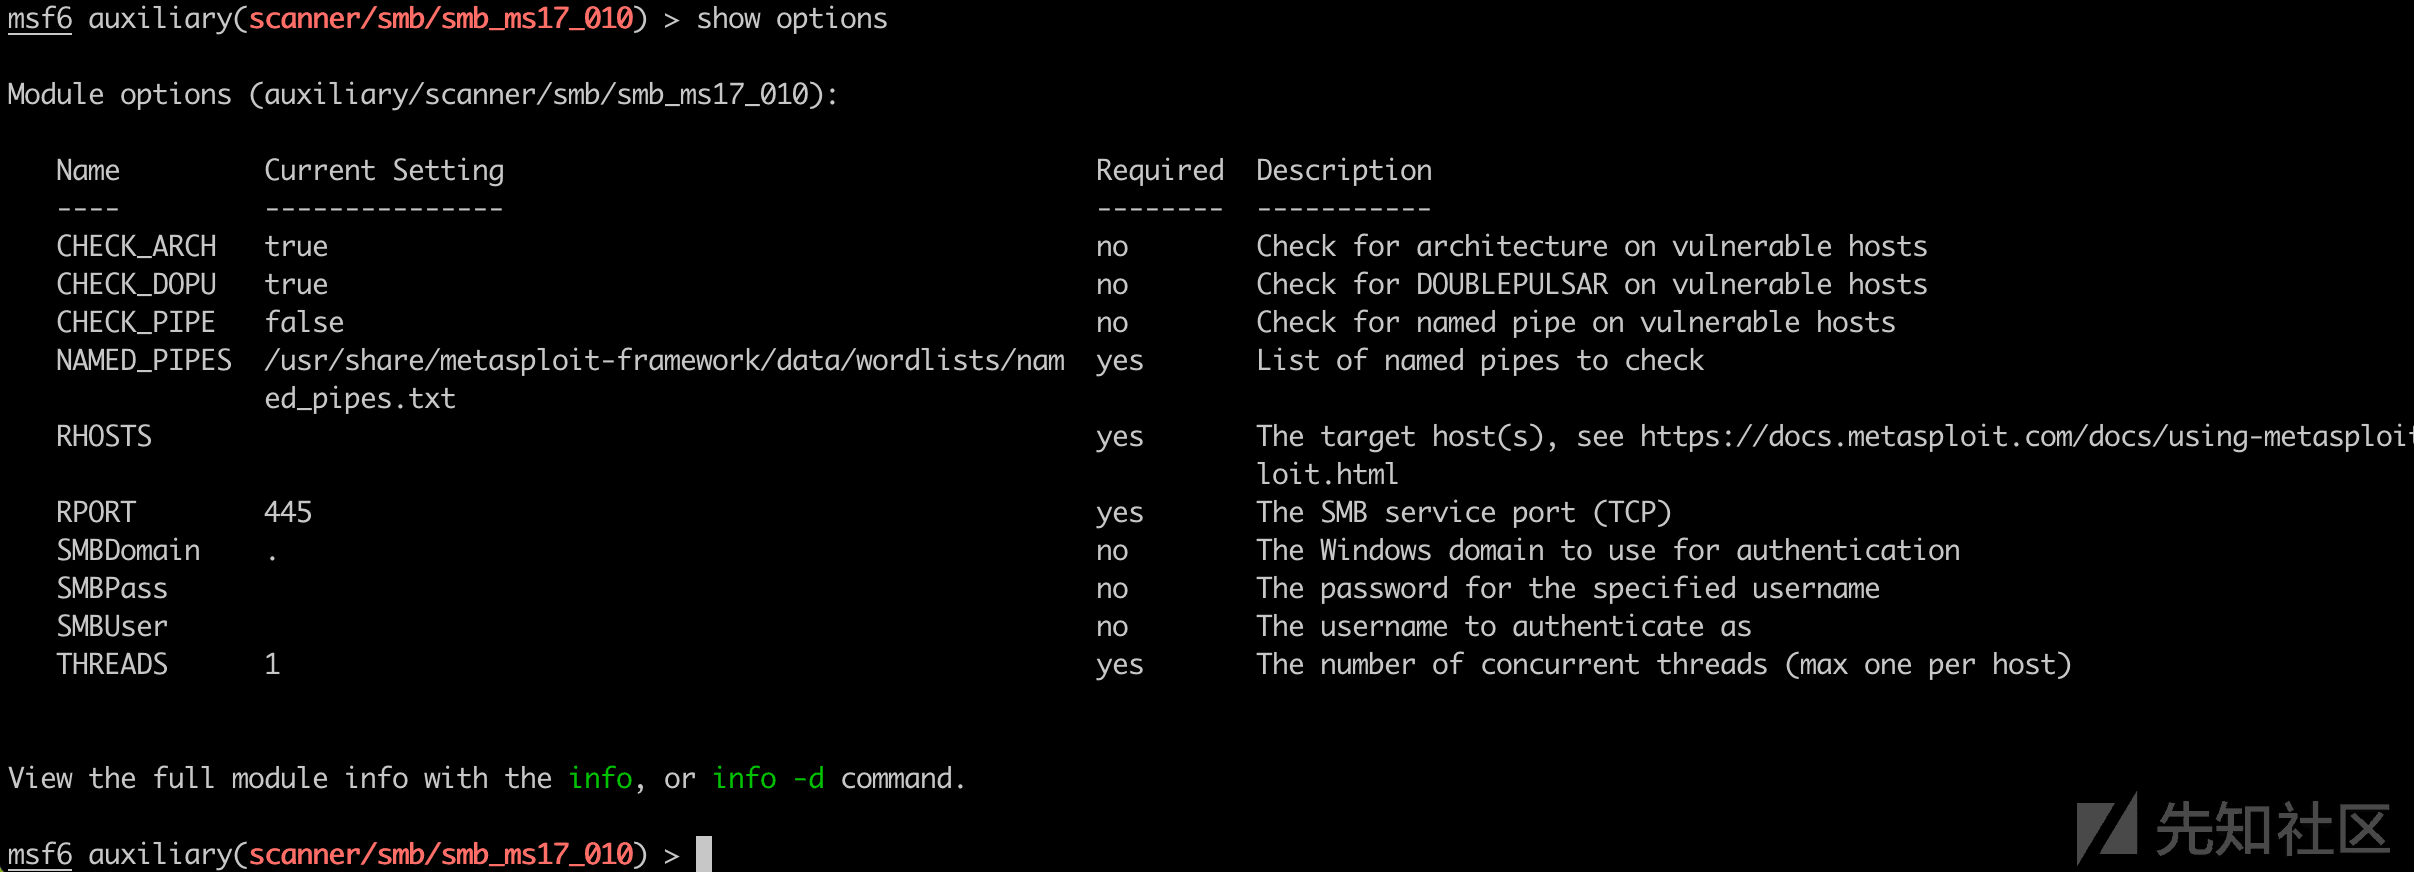 msf6 auxiliary(scanner/smb/smb_ms17_010) > show options
Module options (auxiliary/scanner/smb/smb_ms17_010):
Name Current Setting Required Description
---- --------------- -------- -----------
CHECK_ARCH true no Check for architecture on vulnerable hosts
CHECK_DOPU true no Check for DOUBLEPULSAR on vulnerable hosts
CHECK_PIPE false no Check for named pipe on vulnerable hosts
NAMED_PIPES /usr/share/metasploit-framework/data/wordlists/nam yes List of named pipes to check
ed_pipes.txt
RHOSTS yes The target host(s), see https://docs.metasploit.com/docs/using-metasploit
loit.html
RPORT 445 yes The SMB service port (TCP)
SMBDomain . no The Windows domain to use for authentication
SMBPass no The password for the specified username
SMBUser no The username to authenticate as
THREADS 1 yes The number of concurrent threads (max one per host)
View the full module info with the info, or info -d command.
msf6 auxiliary(scanner/smb/smb_ms17_010) >
先知社区